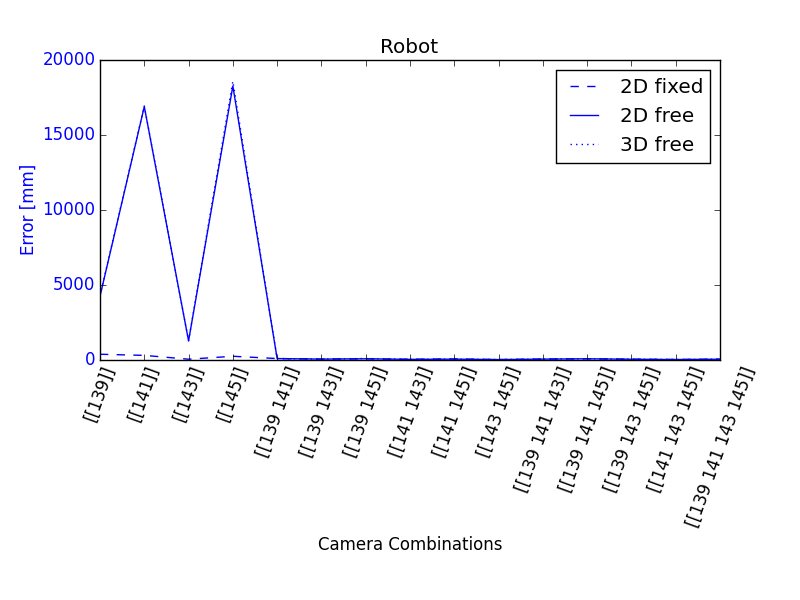 Robot
20000
15000
10000
5000
0
Error [mm]
2D fixed
2D free
3D free
[[139]]
[[141]]
[[143]]
[[145]]
[[139 141]]
[[139 143]]
[[139 145]]
[[141 143]]
[[141 145]]
[[143 145]]
[[139 141 143]]
[[139 141 145]]
[[139 143 145]]
[[141 143 145]]
[[139 141 143 145]]
Camera Combinations